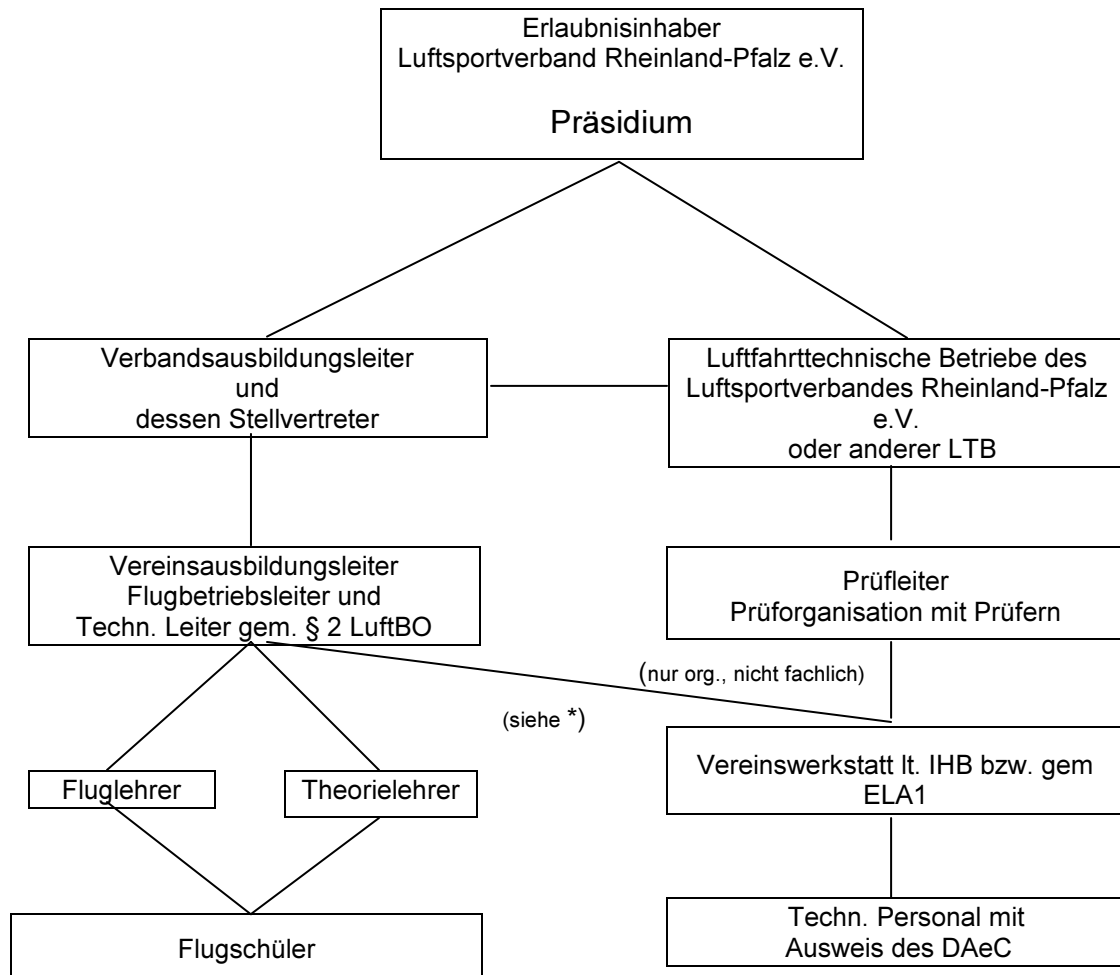 Erlaubnisinhaber
Luftsportverband Rheinland-Pfalz e.V.
Präsidium
Verbandsausbildungsleiter
und
dessen Stellvertreter
Luftfahrttechnische Betriebe des
Luftsportverbandes Rheinland-Pfalz
e.V.
oder anderer LTB
Vereinsausbildungsleiter
Flugbetriebsleiter und
Techn. Leiter gem. § 2 LuftBO
Prüfleiter
Prüforganisation mit Prüfern
(nur org., nicht fachlich)
(siehe *)
Vereinswerkstatt lt. IHB bzw. gem
ELA1
Fluglehrer
Theorielehrer
Flugschüler
Techn. Personal mit
Ausweis des DAeC